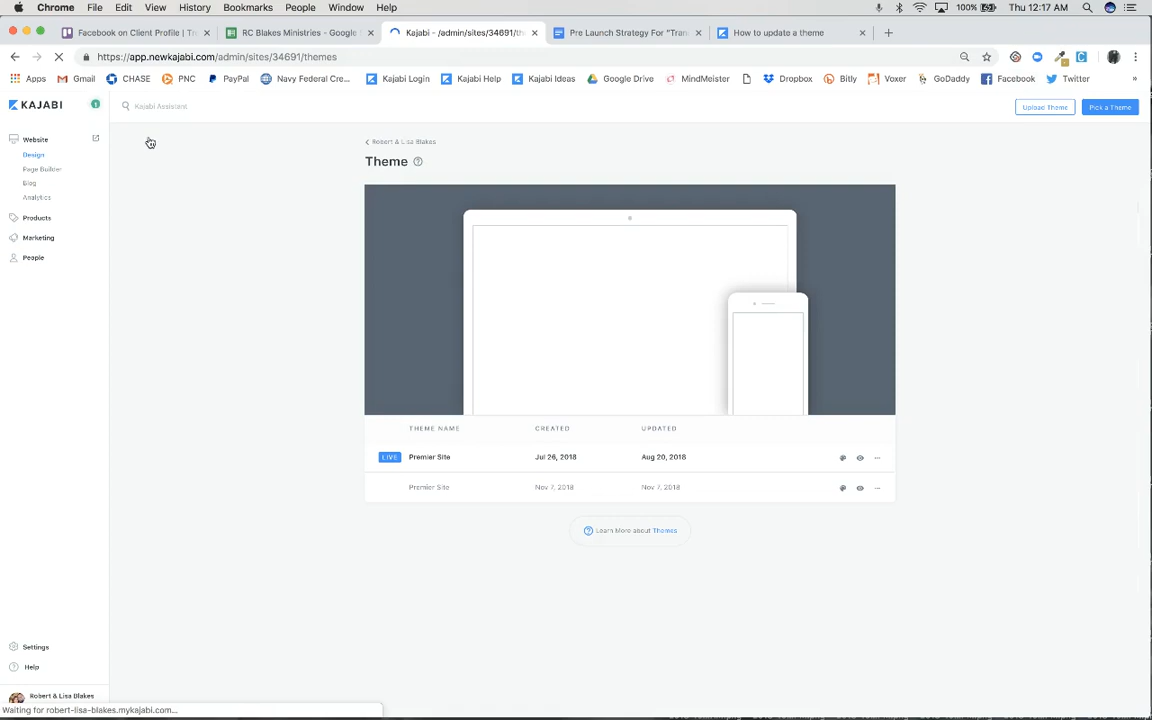 Chrome File Edit View History Bookmarks People Window Help 100% Thu 12:17 AM
Facebook on Client Profile | Tr RC Blakes Ministries - Google Kajabi - /admin/sites/34691/th Pre Launch Strategy For "Tran How to update a theme
https://app.newkajabi.com/admin/sites/34691/themes
Apps Gmail CHASE PNC PayPal Navy Federal Cre... Kajabi Login Kajabi Help Kajabi Ideas Google Drive MindMeister Dropbox Bitly Voxer GoDaddy Facebook Twitter »
KAJABI 1 Kajabi Assistant Upload Theme Pick a Theme
Website
Design
Page Builder
Blog
Analytics
Products
Marketing
People
Robert & Lisa Blakes
Theme
THEME NAME CREATED UPDATED
LIVE Premier Site Jul 26, 2018 Aug 20, 2018
Premier Site Nov 7, 2018 Nov 7, 2018
Learn More about Themes
Settings
Help
Robert & Lisa Blakes
Waiting for robert-lisa-blakes.mykajabi.com...